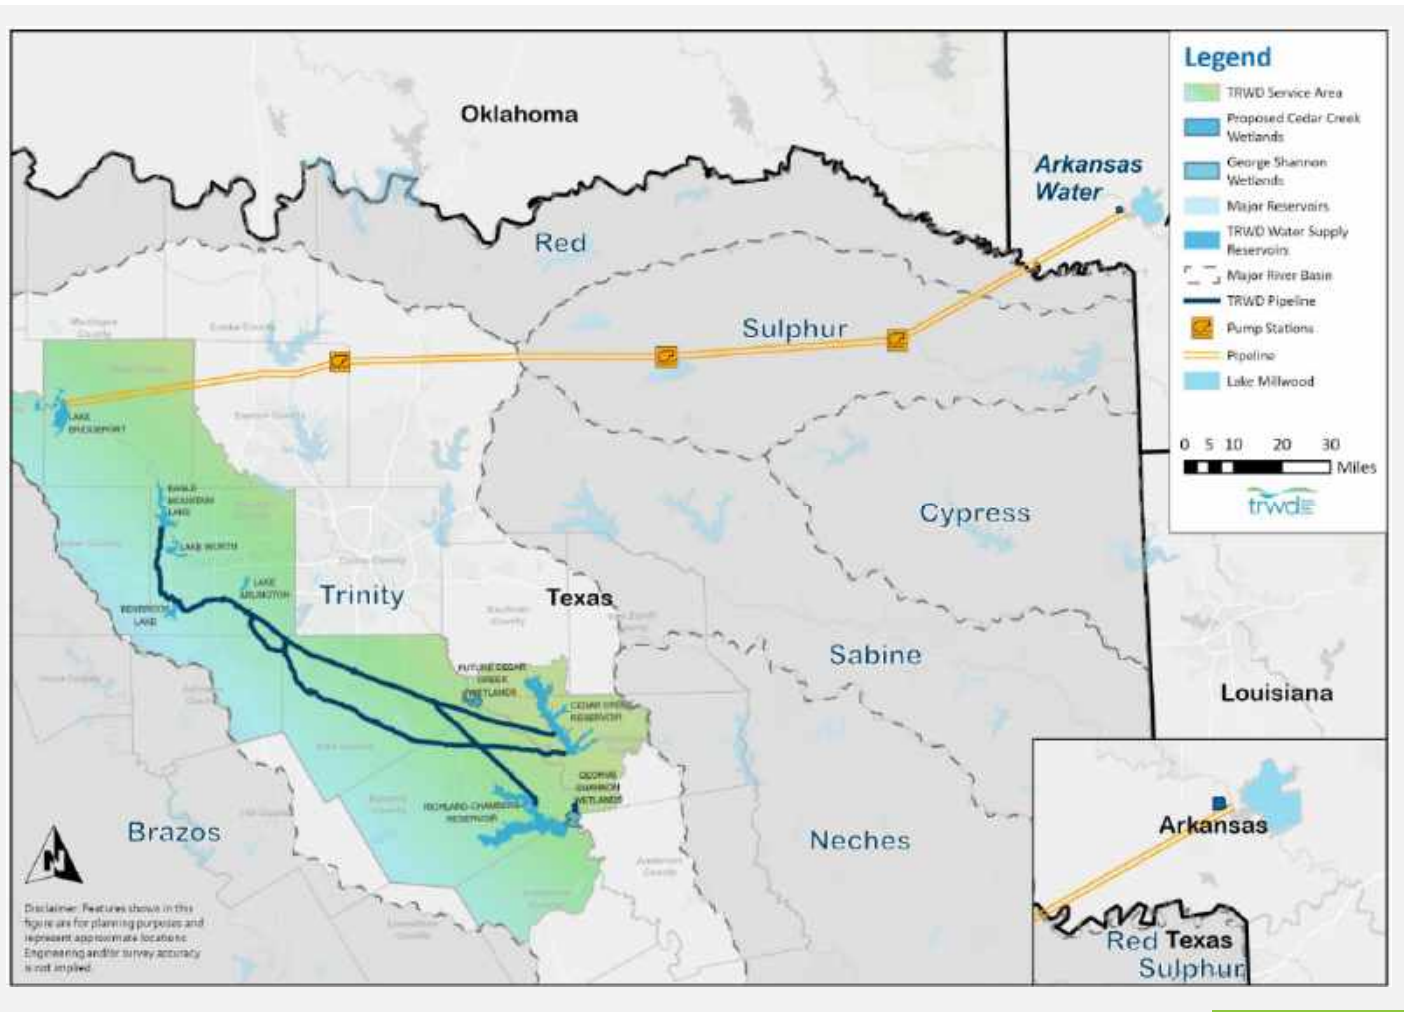 Oklahoma
Arkansas
Water
Red
Sulphur
LAKE
BRIDGEPORT
EAGLE
MOUNTAIN
LAKE
LAKE WORTH
LAKE
ARLINGTON
BENBROOK
LAKE
Trinity
Texas
Kaufman
County
Cypress
Sabine
FUTURE CEDAR
CREEK
WETLANDS
CEDAR CREEK
RESERVOIR
GEORGE
SHANNON
WETLANDS
RICHLAND-CHAMBERS
RESERVOIR
Brazos
Neches
Anderson
County
Louisiana
N
Disclaimer: Features shown in this
figure are for planning purposes and
represent approximate locations.
Engineering and/or survey accuracy
is not implied.
Legend
TRWD Service Area
Proposed Cedar Creek
Wetlands
George Shannon
Wetlands
Major Reservoirs
TRWD Water Supply
Reservoirs
Major River Basin
TRWD Pipeline
Pump Stations
Pipeline
Lake Millwood
0 5 10 20 30
Miles
trwd
Arkansas
Red Texas
Sulphur